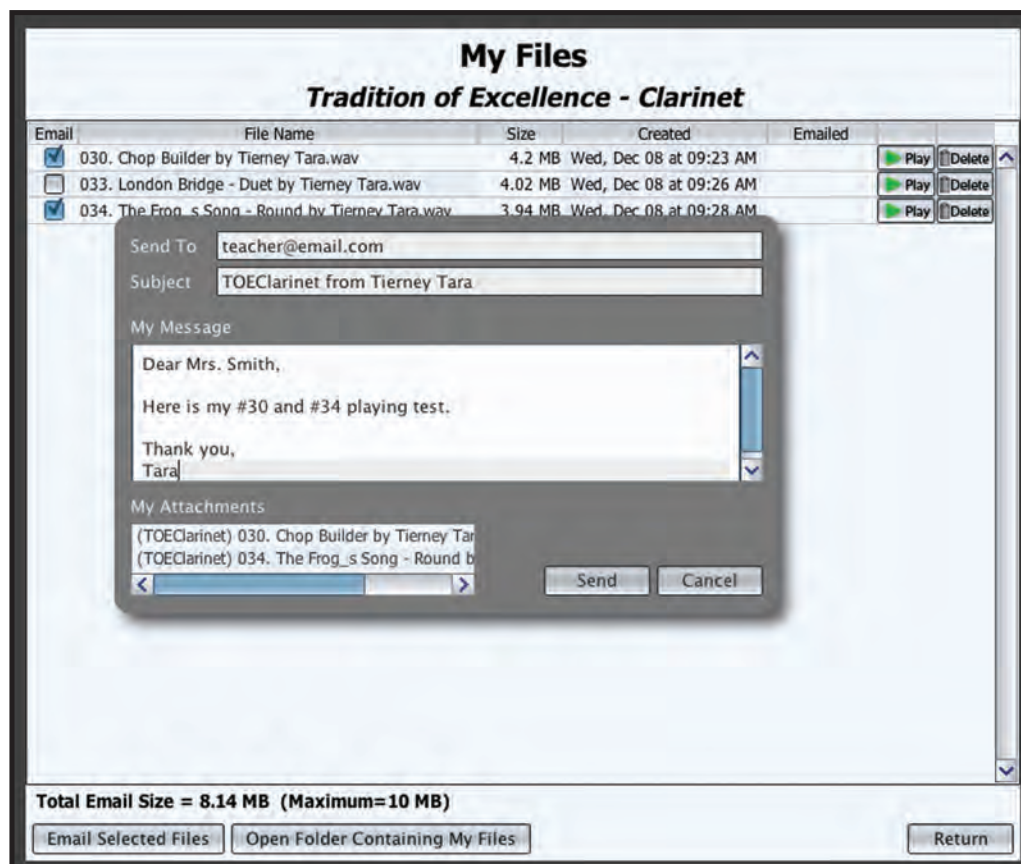 My Files
Tradition of Excellence - Clarinet
Email File Name Size Created Emailed
030. Chop Builder by Tierney Tara.wav 4.2 MB Wed, Dec 08 at 09:23 AM Play Delete
033. London Bridge - Duet by Tierney Tara.wav 4.02 MB Wed, Dec 08 at 09:26 AM Play Delete
034. The Frog_s Song - Round by Tierney Tara.wav 3.94 MB Wed, Dec 08 at 09:28 AM Play Delete
Send To teacher@email.com
Subject TOEClarinet from Tierney Tara
My Message
Dear Mrs. Smith,
Here is my #30 and #34 playing test.
Thank you,
Tara
My Attachments
(TOEClarinet) 030. Chop Builder by Tierney Tar
(TOEClarinet) 034. The Frog_s Song - Round b
Send Cancel
Total Email Size = 8.14 MB (Maximum=10 MB)
Email Selected Files Open Folder Containing My Files Return